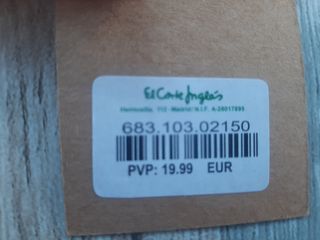 El Corte Inglés
Hermosilla, 112 - Madrid N.I.F. A-28017895
683.103.02150
PVP: 19.99 EUR